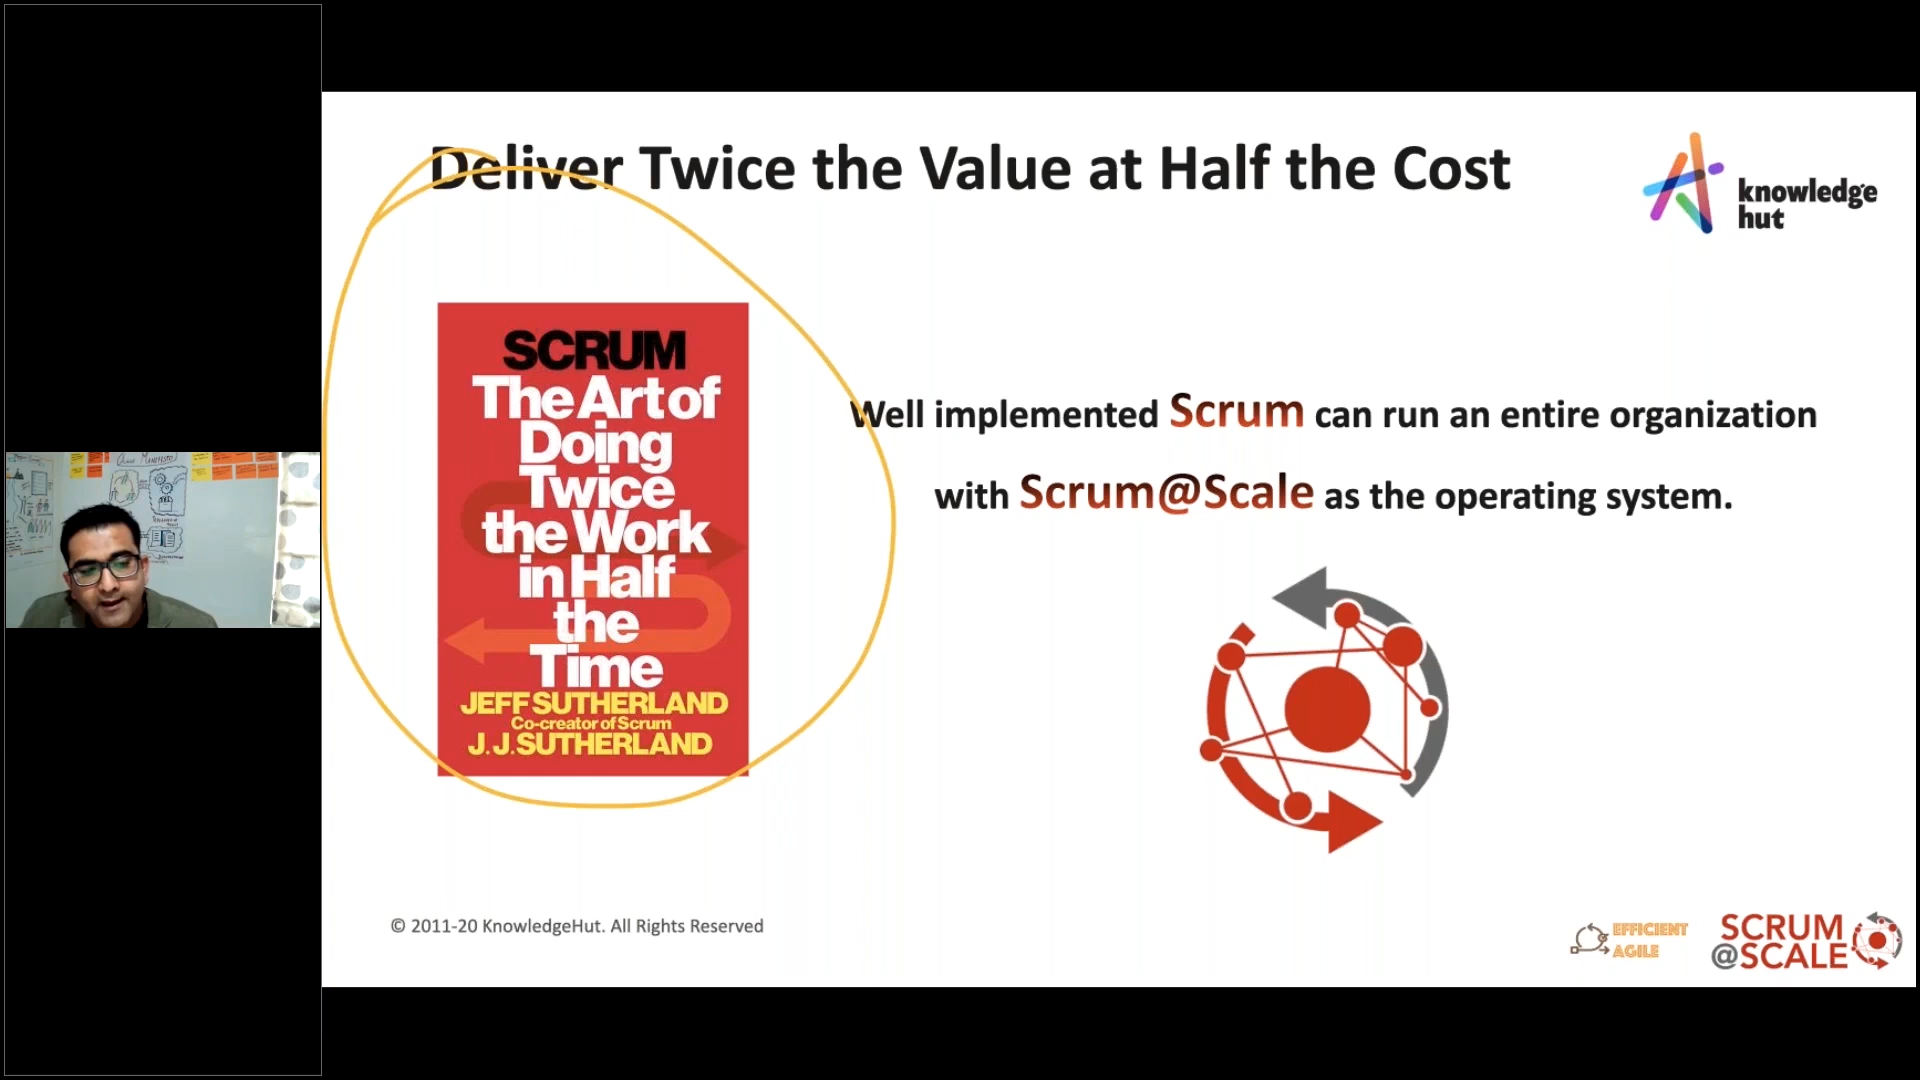 Deliver Twice the Value at Half the Cost
knowledge
hut
SCRUM
The Art of
Doing
Twice
the Work
in Half
the
Time
JEFF SUTHERLAND
Co-creator of Scrum
J.J. SUTHERLAND
Well implemented Scrum can run an entire organization
with Scrum@Scale as the operating system.
© 2011-20 KnowledgeHut. All Rights Reserved
EFFICIENT
AGILE
SCRUM
@SCALE